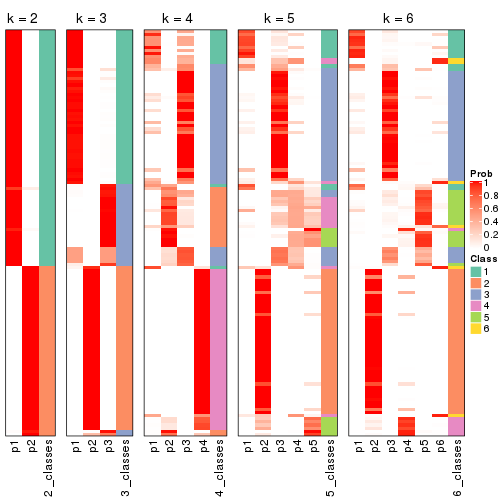 k = 2
k = 3
k = 4
k = 5
k = 6
p1
p2
2_classes
p1
p2
p3
3_classes
p1
p2
p3
p4
4_classes
p1
p2
p3
p4
p5
5_classes
p1
p2
p3
p4
p5
p6
6_classes
Prob
1
0.8
0.6
0.4
0.2
0
Class
1
2
3
4
5
6